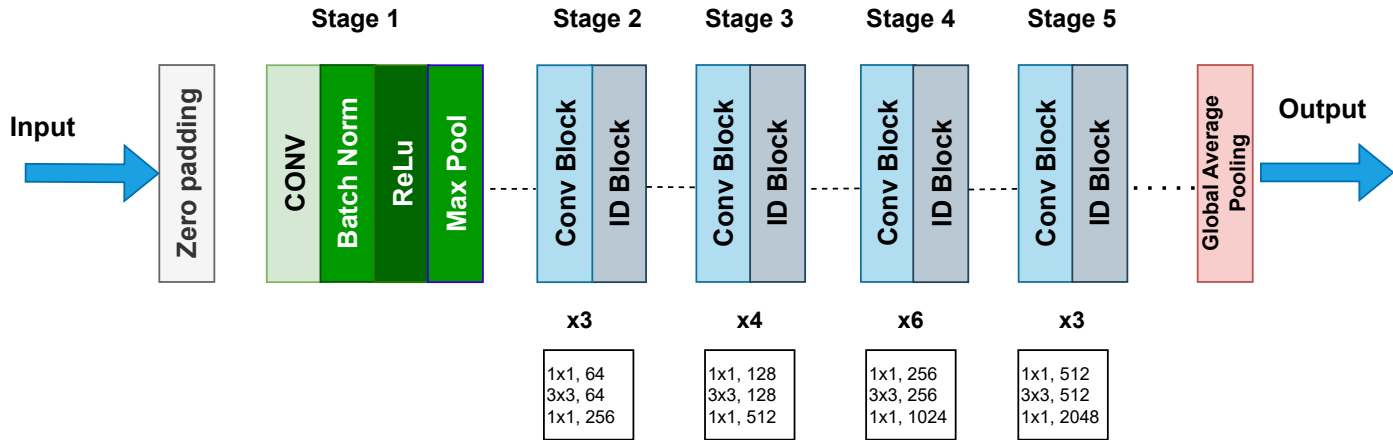 Stage 1
Stage 2
Stage 3
Stage 4
Stage 5
Input
Zero padding
CONV
Batch Norm
ReLu
Max Pool
Conv Block
ID Block
Conv Block
ID Block
Conv Block
ID Block
Conv Block
ID Block
Global Average
Pooling
Output
x3
x4
x6
x3
1x1, 64
3x3, 64
1x1, 256
1x1, 128
3x3, 128
1x1, 512
1x1, 256
3x3, 256
1x1, 1024
1x1, 512
3x3, 512
1x1, 2048